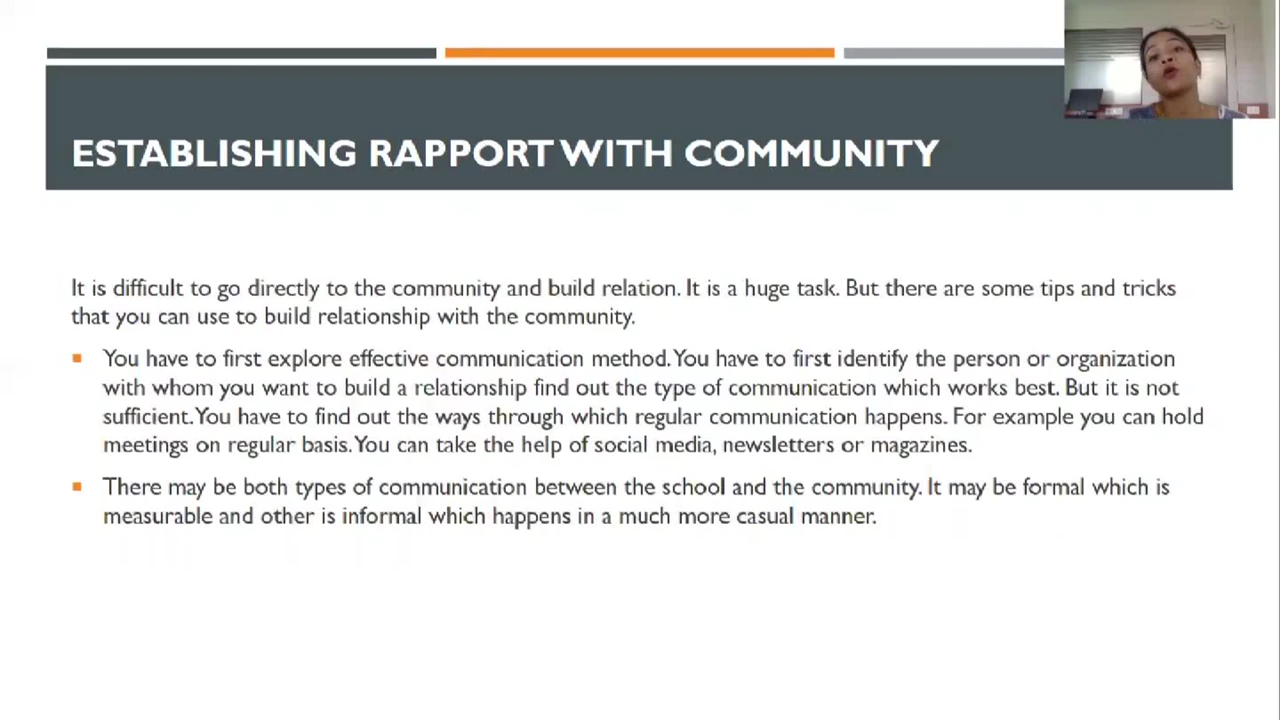 ESTABLISHING RAPPORT WITH COMMUNITY
It is difficult to go directly to the community and build relation. It is a huge task. But there are some tips and tricks
that you can use to build relationship with the community.
You have to first explore effective communication method. You have to first identify the person or organization
with whom you want to build a relationship find out the type of communication which works best. But it is not
sufficient. You have to find out the ways through which regular communication happens. For example you can hold
meetings on regular basis. You can take the help of social media, newsletters or magazines.
There may be both types of communication between the school and the community. It may be formal which is
measurable and other is informal which happens in a much more casual manner.